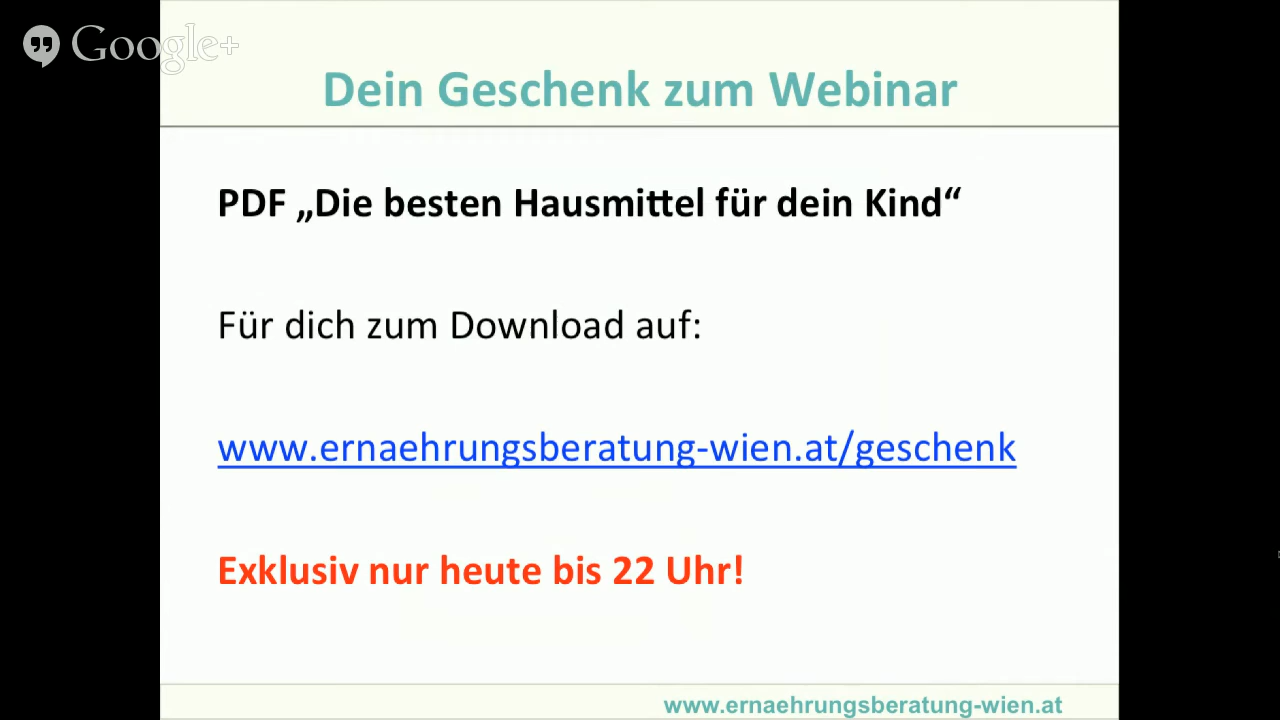 Google+
Dein Geschenk zum Webinar
PDF „Die besten Hausmittel für dein Kind“
Für dich zum Download auf:
www.ernaehrungsberatung-wien.at/geschenk
Exklusiv nur heute bis 22 Uhr!
www.ernaehrungsberatung-wien.at